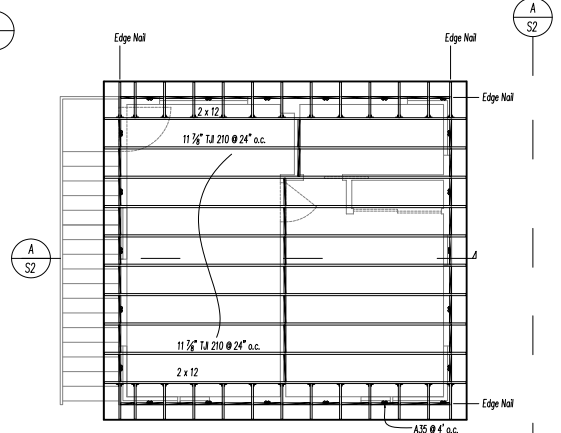 A
S2
Edge Nail
Edge Nail
Edge Nail
2 x 12
11 ⅞" TJI 210 @ 24" o.c.
A
S2
11 ⅞" TJI 210 @ 24" o.c.
2 x 12
Edge Nail
A35 @ 4' o.c.